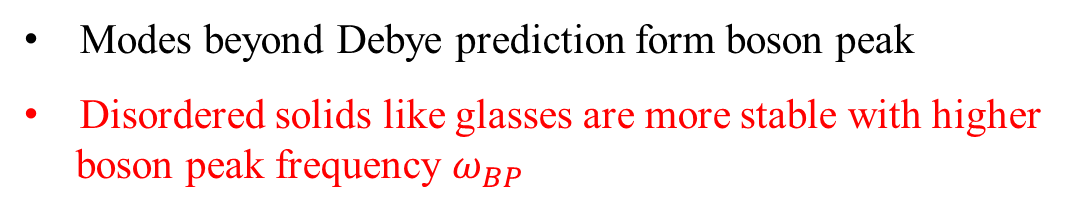 • Modes beyond Debye prediction form boson peak
• Disordered solids like glasses are more stable with higher
boson peak frequency ω_BP